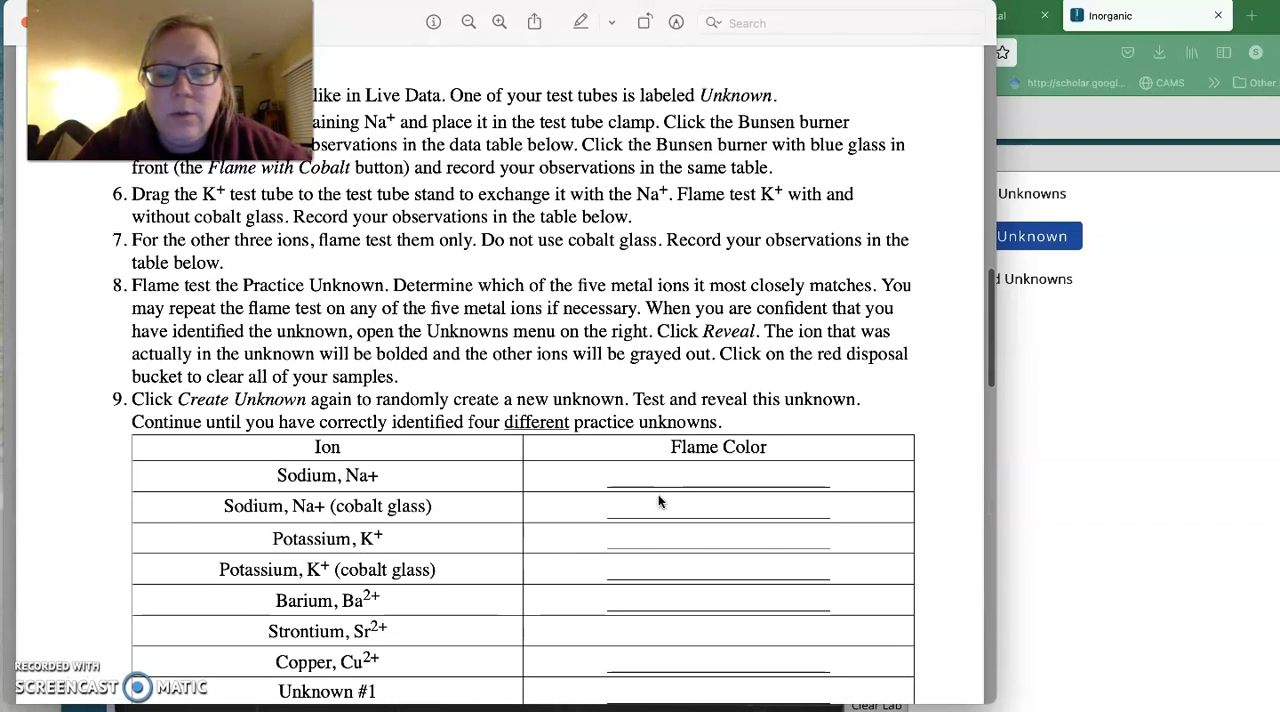 Search
tal
Inorganic
http://scholar.googl...
CAMS
Other
like in Live Data. One of your test tubes is labeled Unknown.
aining Na+ and place it in the test tube clamp. Click the Bunsen burner
bservations in the data table below. Click the Bunsen burner with blue glass in
front (the Flame with Cobalt button) and record your observations in the same table.
6. Drag the K+ test tube to the test tube stand to exchange it with the Na+. Flame test K+ with and
without cobalt glass. Record your observations in the table below.
7. For the other three ions, flame test them only. Do not use cobalt glass. Record your observations in the
table below.
8. Flame test the Practice Unknown. Determine which of the five metal ions it most closely matches. You
may repeat the flame test on any of the five metal ions if necessary. When you are confident that you
have identified the unknown, open the Unknowns menu on the right. Click Reveal. The ion that was
actually in the unknown will be bolded and the other ions will be grayed out. Click on the red disposal
bucket to clear all of your samples.
9. Click Create Unknown again to randomly create a new unknown. Test and reveal this unknown.
Continue until you have correctly identified four different practice unknowns.
Ion Flame Color
Sodium, Na+
Sodium, Na+ (cobalt glass)
Potassium, K+
Potassium, K+ (cobalt glass)
Barium, Ba2+
Strontium, Sr2+
Copper, Cu2+
Unknown #1
Unknowns
Unknown
d Unknowns
Clear Lab
RECORDED WITH
SCREENCAST MATIC